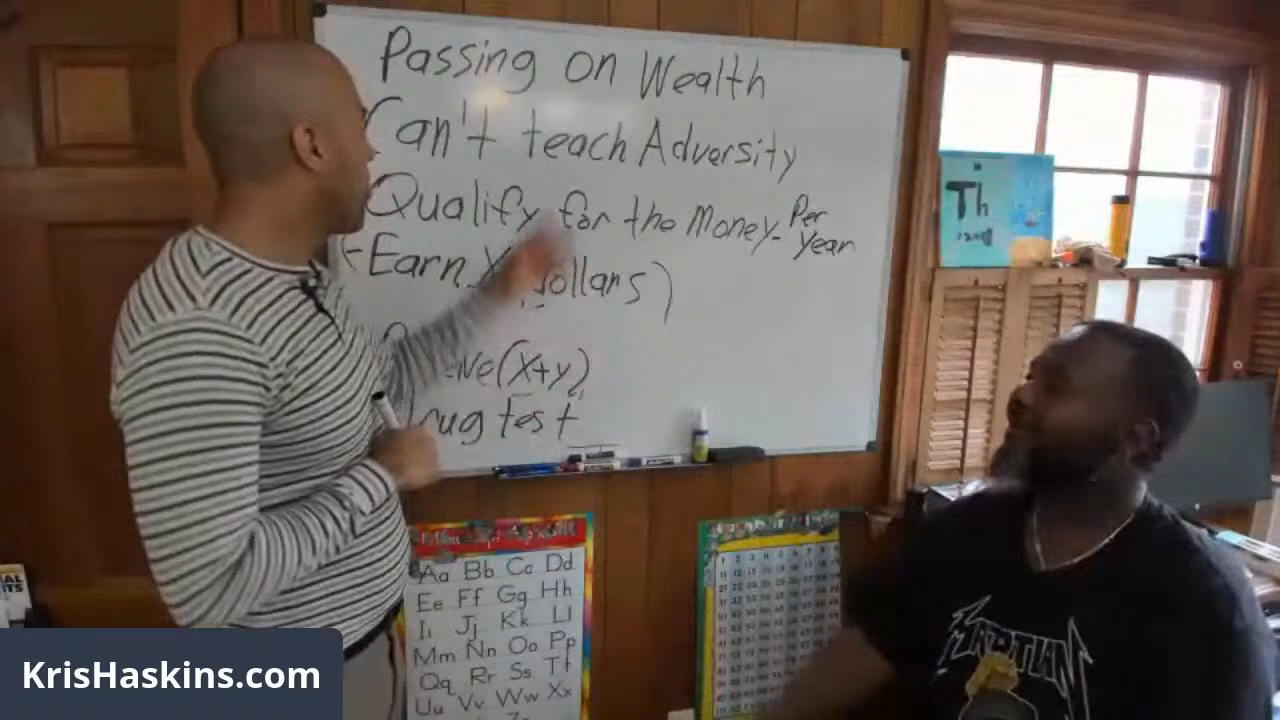 Passing on Wealth
Can't teach Adversity
Qualify for the Money- Per Year
(-Earn X dollars)
(X+y)
test
Th
Aa Bb Cc Dd
Ee Ff Gg Hh
Ii Jj Kk Ll
Mm Nn Oo Pp
Qq Rr Ss Tt
Uu Vv Ww Xx
MARTIAN
KrisHaskins.com